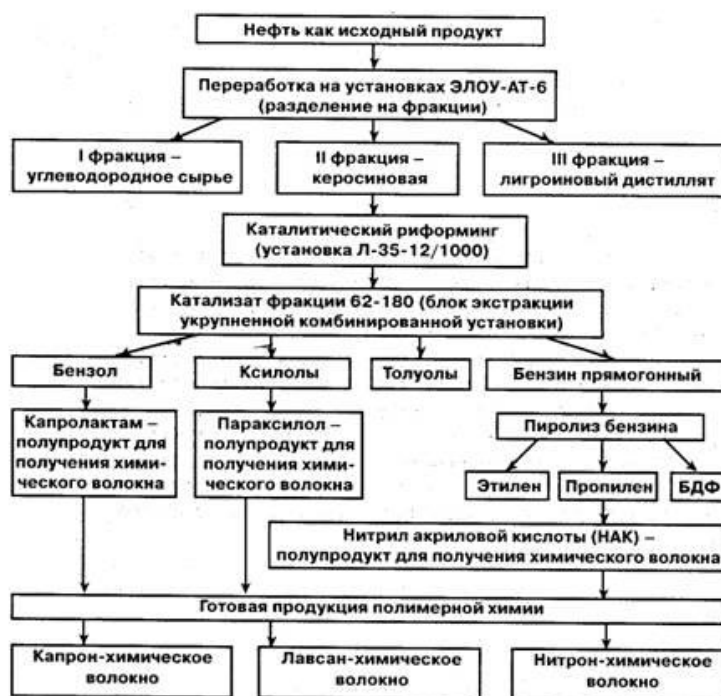 Нефть как исходный продукт
Переработка на установках ЭЛОУ-АТ-6
(разделение на фракции)
I фракция –
углеводородное сырье
II фракция –
керосиновая
III фракция –
лигроиновый дистиллят
Каталитический риформинг
(установка Л-35-12/1000)
Катализат фракции 62-180 (блок экстракции
укрупненной комбинированной установки)
Бензол
Ксилолы
Толуолы
Бензин прямогонный
Капролактам –
полупродукт для
получения хими-
ческого волокна
Параксилол –
полупродукт для
получения хими-
ческого волокна
Пиролиз бензина
Этилен
Пропилен
БДФ
Нитрил акриловой кислоты (НАК) –
полупродукт для получения химического волокна
Готовая продукция полимерной химии
Капрон-химическое
волокно
Лавсан-химическое
волокно
Нитрон-химическое
волокно